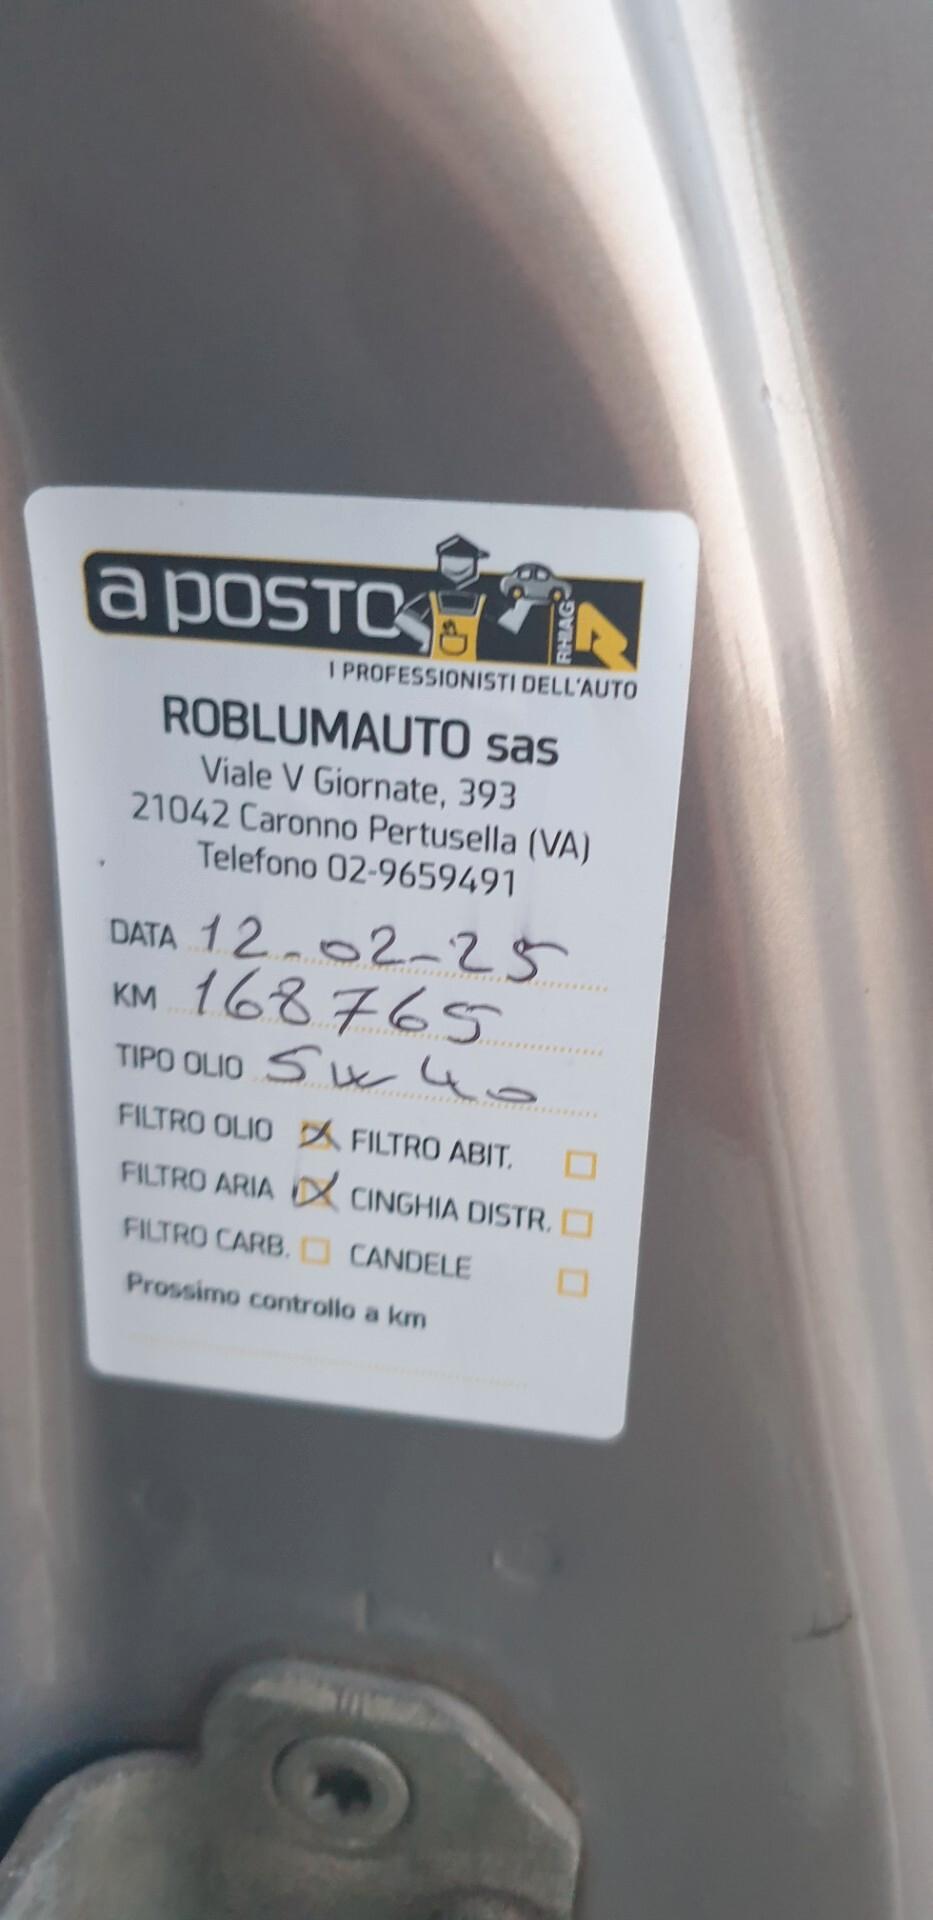 a POSTO
RHIAG
I PROFESSIONISTI DELL'AUTO
ROBLUMAUTO sas
Viale V Giornate, 393
21042 Caronno Pertusella (VA)
Telefono 02-9659491
DATA 12-02-25
KM 168765
TIPO OLIO 5W40
FILTRO OLIO FILTRO ABIT.
FILTRO ARIA CINGHIA DISTR.
FILTRO CARB. CANDELE
Prossimo controllo a km